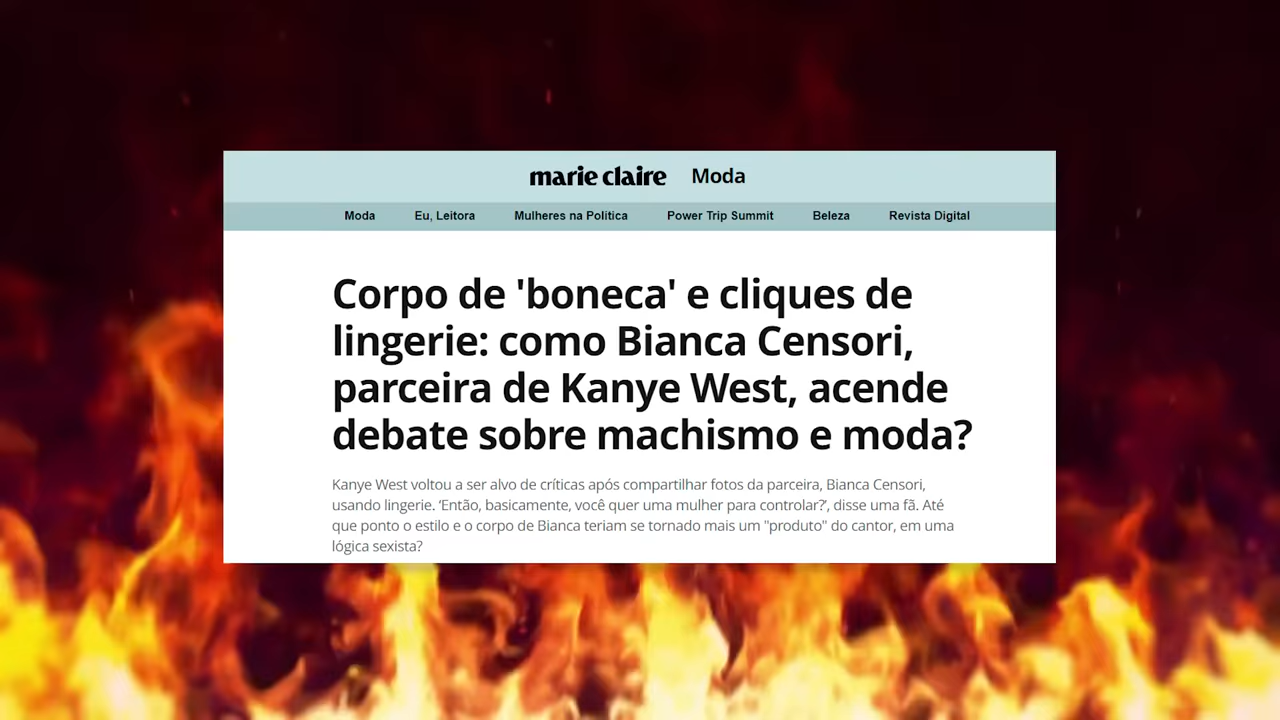 marie claire Moda
Moda Eu, Leitora Mulheres na Política Power Trip Summit Beleza Revista Digital
Corpo de 'boneca' e cliques de
lingerie: como Bianca Censori,
parceira de Kanye West, acende
debate sobre machismo e moda?
Kanye West voltou a ser alvo de críticas após compartilhar fotos da parceira, Bianca Censori,
usando lingerie. ‘Então, basicamente, você quer uma mulher para controlar?’, disse uma fã. Até
que ponto o estilo e o corpo de Bianca teriam se tornado mais um "produto" do cantor, em uma
lógica sexista?